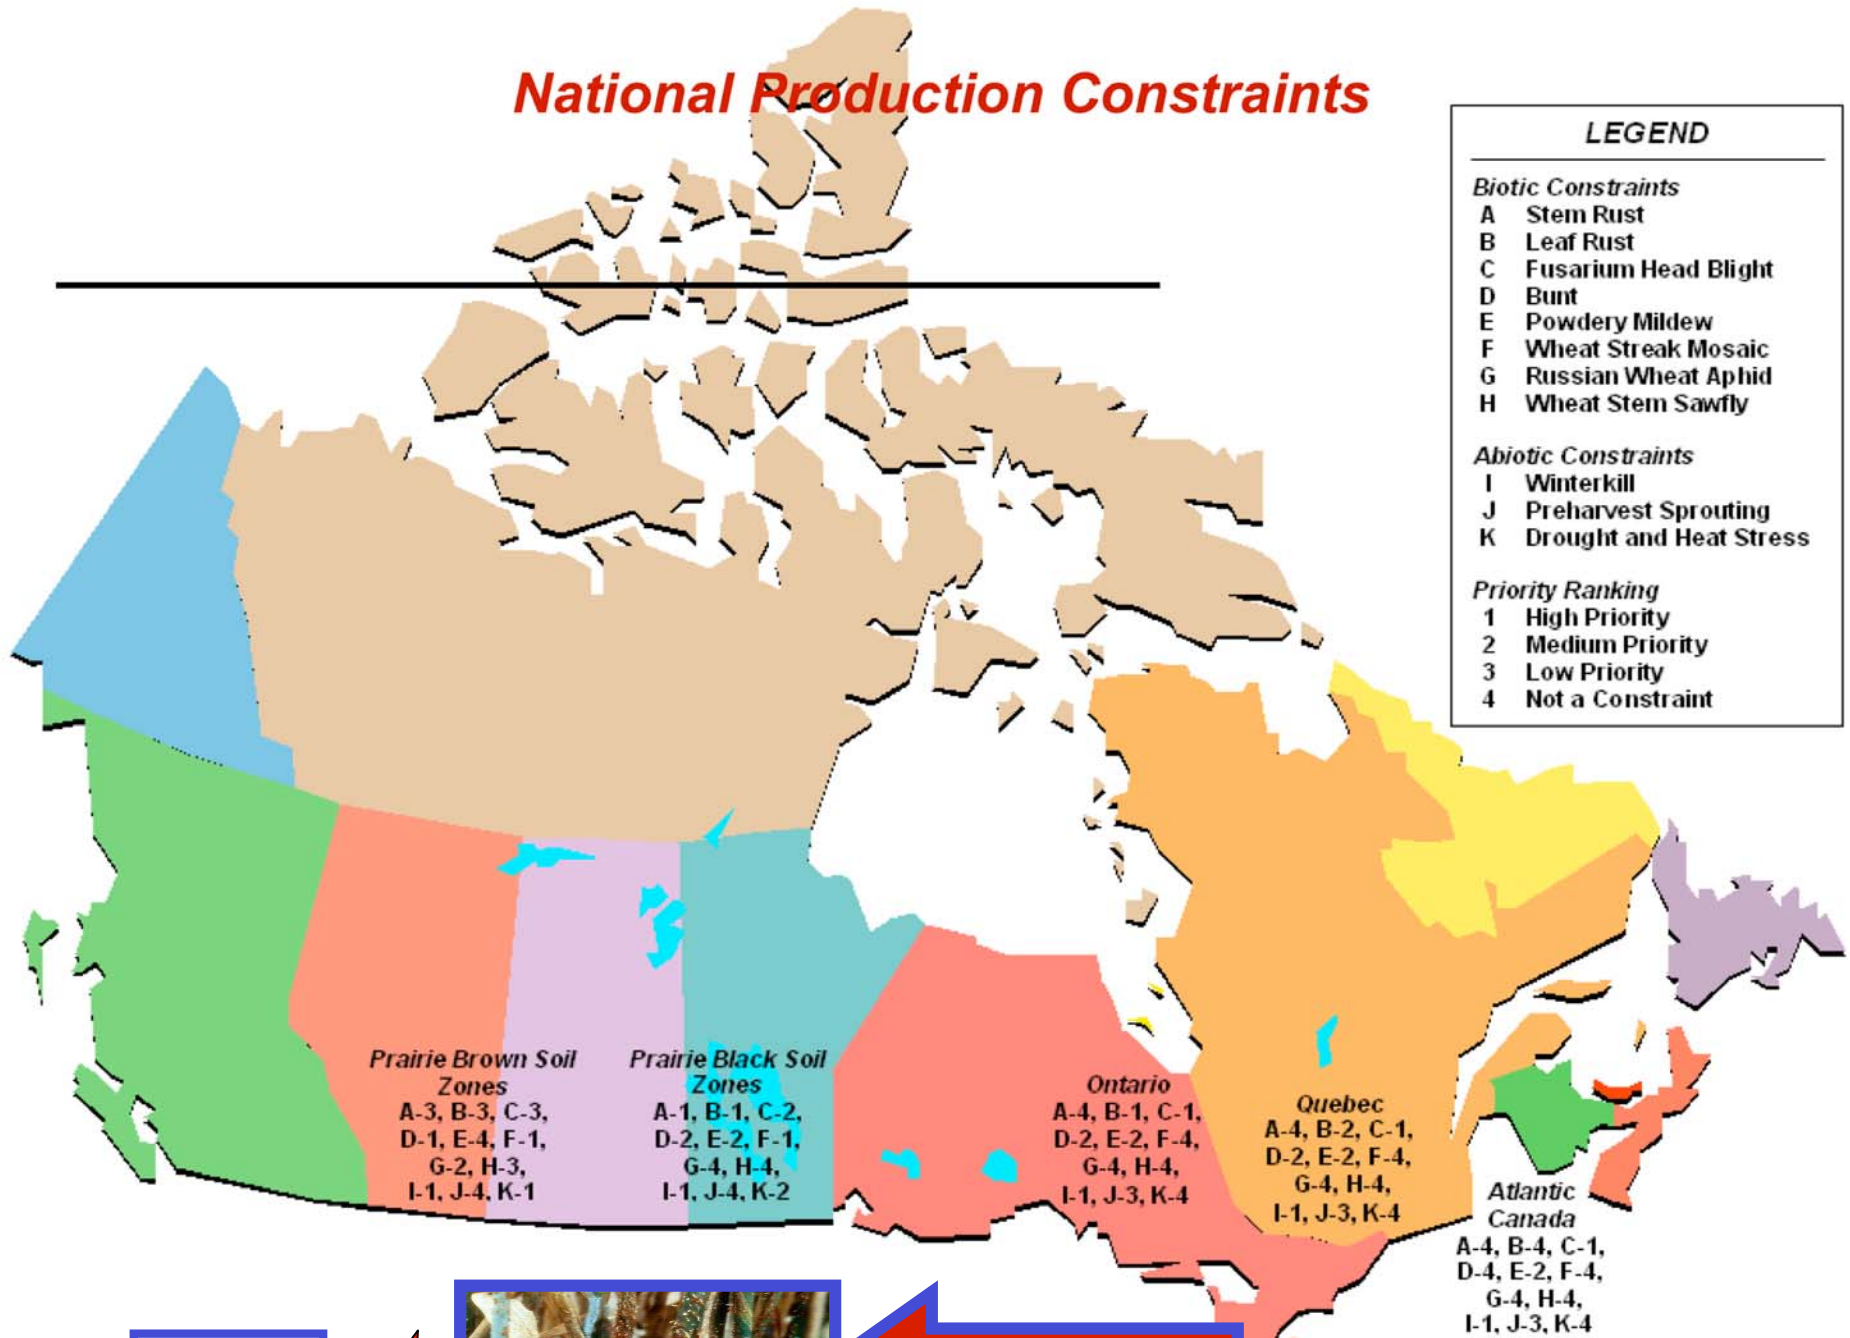 National Production Constraints
LEGEND
Biotic Constraints
A Stem Rust
B Leaf Rust
C Fusarium Head Blight
D Bunt
E Powdery Mildew
F Wheat Streak Mosaic
G Russian Wheat Aphid
H Wheat Stem Sawfly
Abiotic Constraints
I Winterkill
J Preharvest Sprouting
K Drought and Heat Stress
Priority Ranking
1 High Priority
2 Medium Priority
3 Low Priority
4 Not a Constraint
Prairie Brown Soil
Zones
A-3, B-3, C-3,
D-1, E-4, F-1,
G-2, H-3,
I-1, J-4, K-1
Prairie Black Soil
Zones
A-1, B-1, C-2,
D-2, E-2, F-1,
G-4, H-4,
I-1, J-4, K-2
Ontario
A-4, B-1, C-1,
D-2, E-2, F-4,
G-4, H-4,
I-1, J-3, K-4
Quebec
A-4, B-2, C-1,
D-2, E-2, F-4,
G-4, H-4,
I-1, J-3, K-4
Atlantic
Canada
A-4, B-4, C-1,
D-4, E-2, F-4,
G-4, H-4,
I-1, J-3, K-4